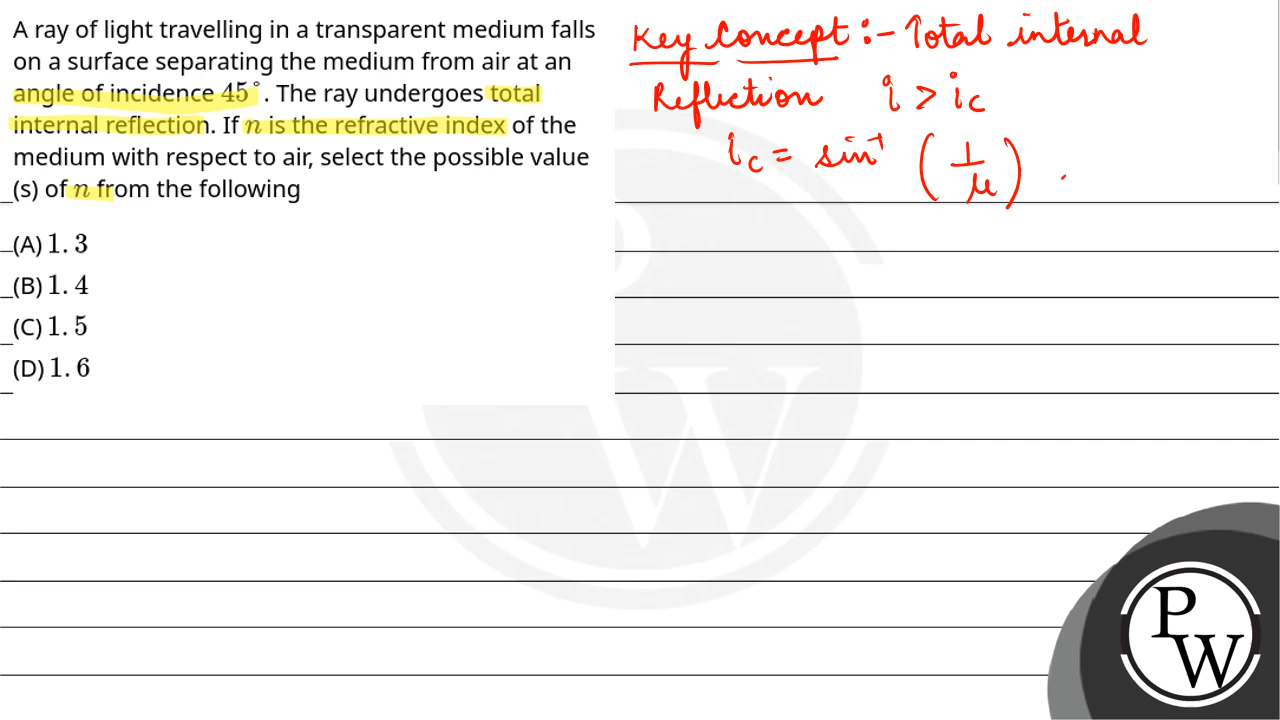 A ray of light travelling in a transparent medium falls
on a surface separating the medium from air at an
angle of incidence 45°. The ray undergoes total
internal reflection. If n is the refractive index of the
medium with respect to air, select the possible value
(s) of n from the following
(A) 1.3
(B) 1.4
(C) 1.5
(D) 1.6
Key Concept :- Total internal
Reflection i > ic
ic = sin⁻¹ (1/μ)
PW